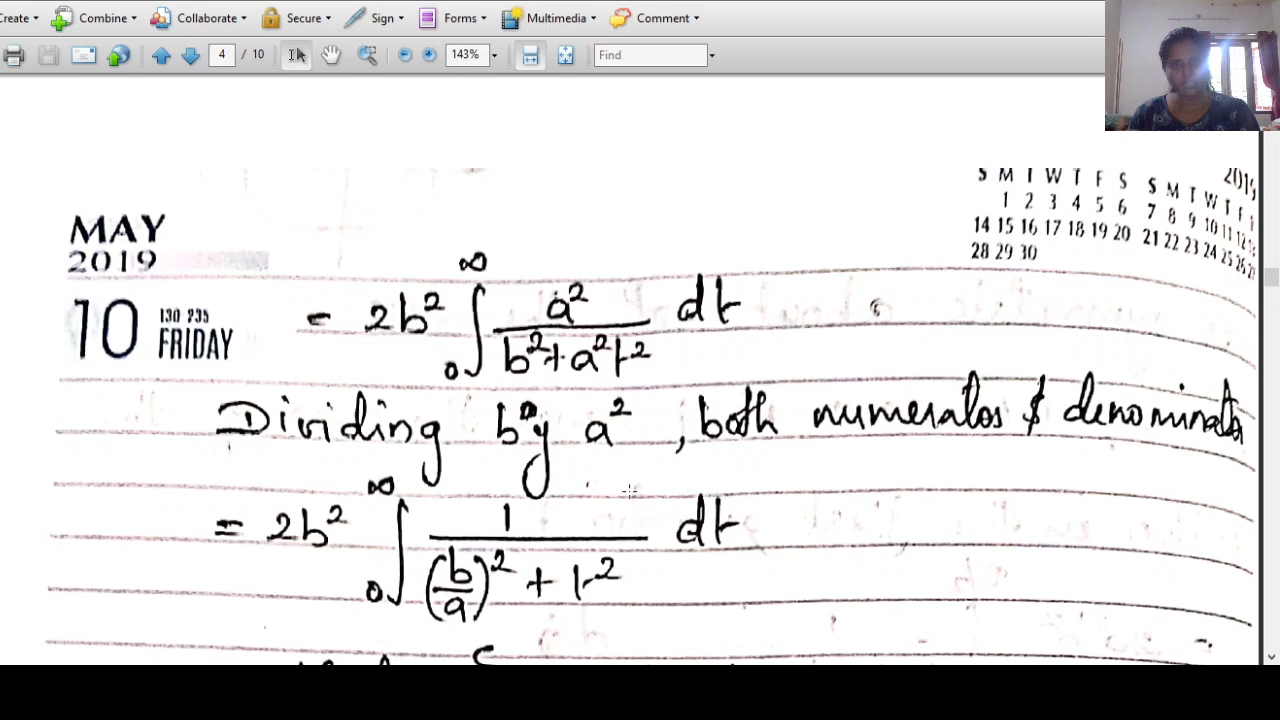 Create Combine Collaborate Secure Sign Forms Multimedia Comment
4 / 10 143% Find
2019
S M T W T F S S M T W T F
1 2 3 4 5 6 7 8 9 10 11 12
14 15 16 17 18 19 20 21 22 23 24 25 26
28 29 30
MAY
2019
10 130 235
FRIDAY
= 2b² ∫₀^∞ a² / (b² + a²t²) dt
Dividing by a², both numerator & denominator
= 2b² ∫₀^∞ 1 / ((b/a)² + t²) dt